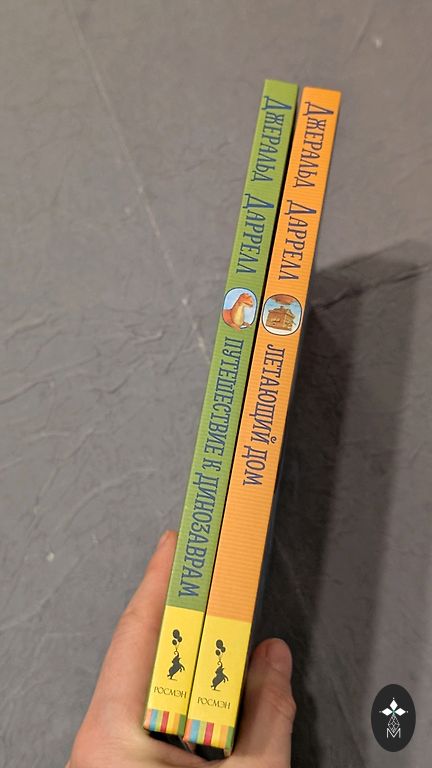 Джеральд Даррелл
Путешествие к динозаврам
РОСМЭН
Джеральд Даррелл
Летающий дом
РОСМЭН
М